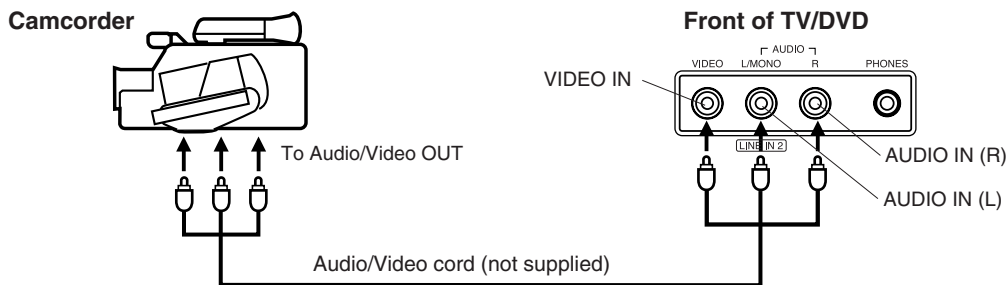 Camcorder
Front of TV/DVD
AUDIO
VIDEO L/MONO R PHONES
VIDEO IN
LINE IN 2
To Audio/Video OUT
AUDIO IN (R)
AUDIO IN (L)
Audio/Video cord (not supplied)